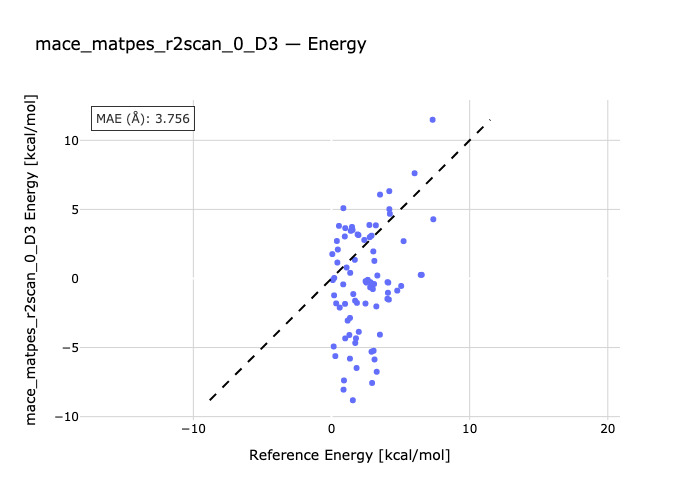 mace_matpes_r2scan_0_D3 — Energy
MAE (Å): 3.756
mace_matpes_r2scan_0_D3 Energy [kcal/mol]
10
5
0
−5
−10
−10
0
10
20
Reference Energy [kcal/mol]